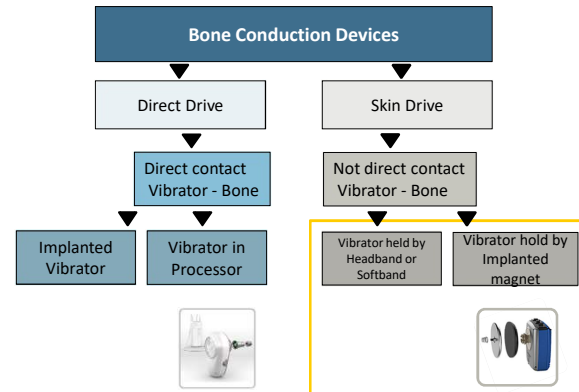 Bone Conduction Devices
Direct Drive
Skin Drive
Direct contact
Vibrator - Bone
Not direct contact
Vibrator - Bone
Implanted
Vibrator
Vibrator in
Processor
Vibrator held by
Headband or
Softband
Vibrator hold by
Implanted
magnet